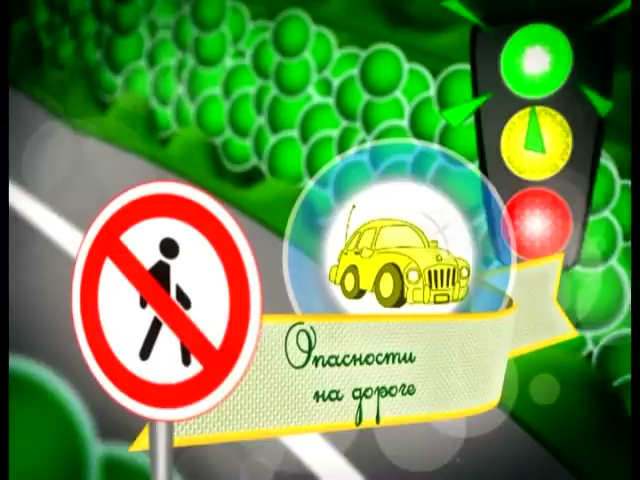 Опасности
на дороге